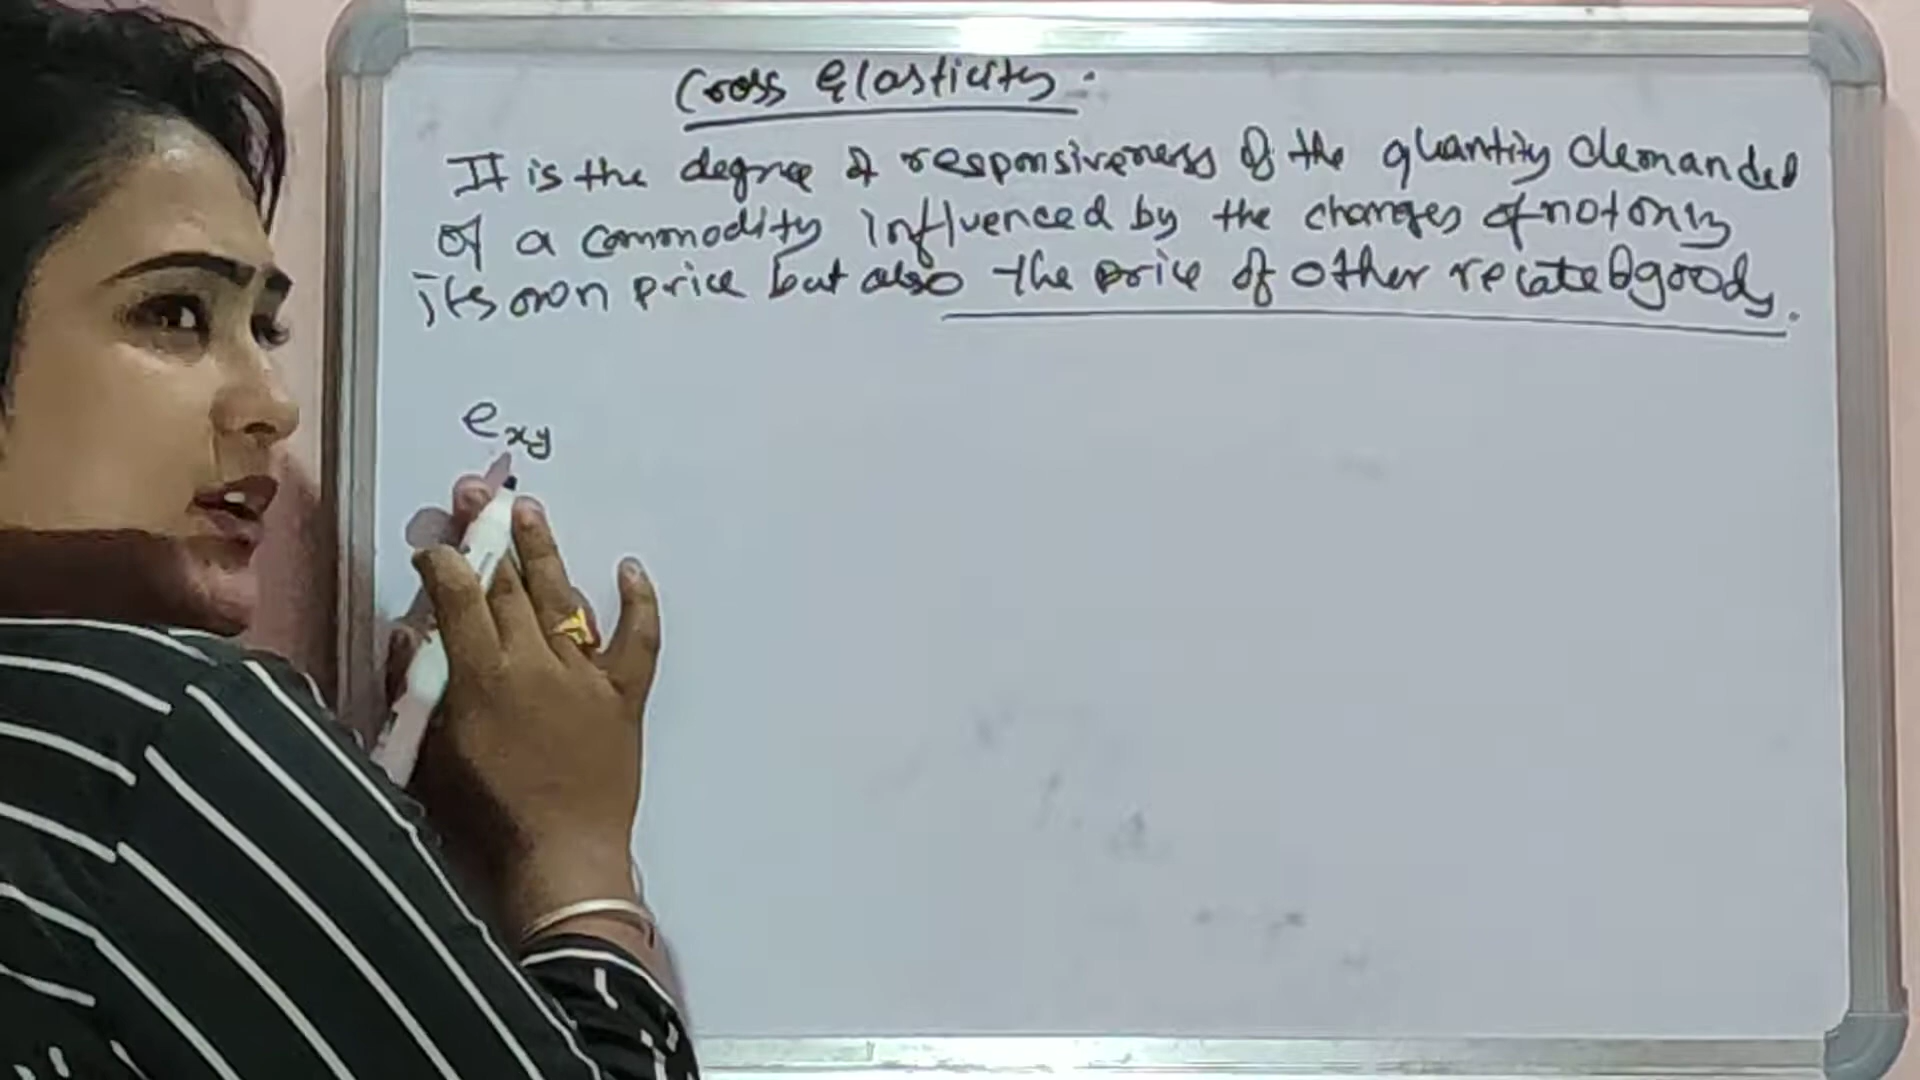 Cross Elasticity :-
It is the degree of responsiveness of the quantity demanded
of a commodity influenced by the changes of not only
its own price but also the price of other related goods.
exy